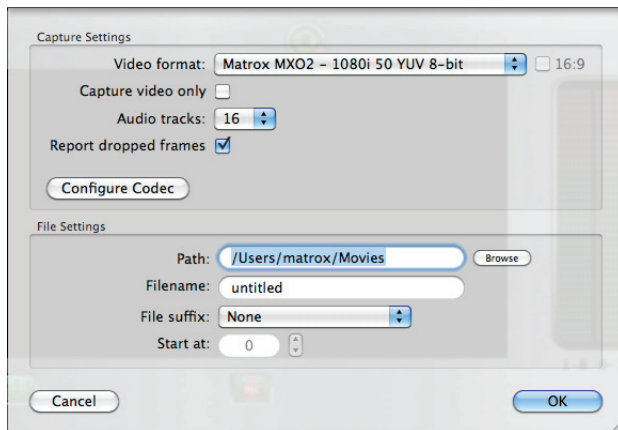 Capture Settings
Video format: Matrox MXO2 – 1080i 50 YUV 8-bit 16:9
Capture video only
Audio tracks: 16
Report dropped frames
Configure Codec
File Settings
Path: /Users/matrox/Movies Browse
Filename: untitled
File suffix: None
Start at: 0
Cancel OK